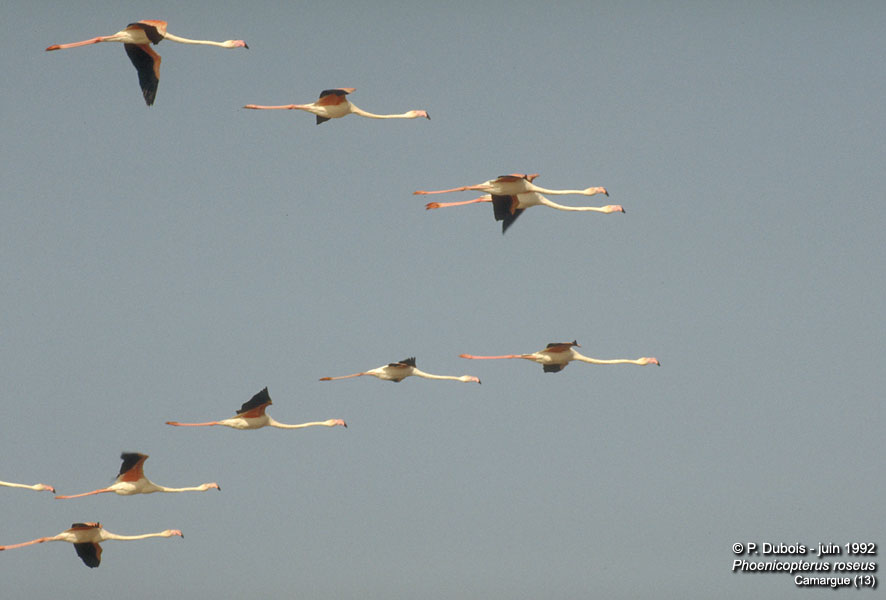 © P. Dubois - juin 1992
Phoenicopterus roseus
Camargue (13)